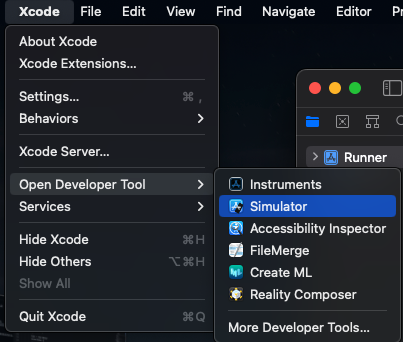 Xcode File Edit View Find Navigate Editor
About Xcode
Xcode Extensions...
Settings... ⌘ ,
Behaviors >
Xcode Server...
Runner
Open Developer Tool >
Services >
Hide Xcode ⌘H
Hide Others ⌥⌘H
Show All
Quit Xcode ⌘Q
Instruments
Simulator
Accessibility Inspector
FileMerge
Create ML
Reality Composer
More Developer Tools...